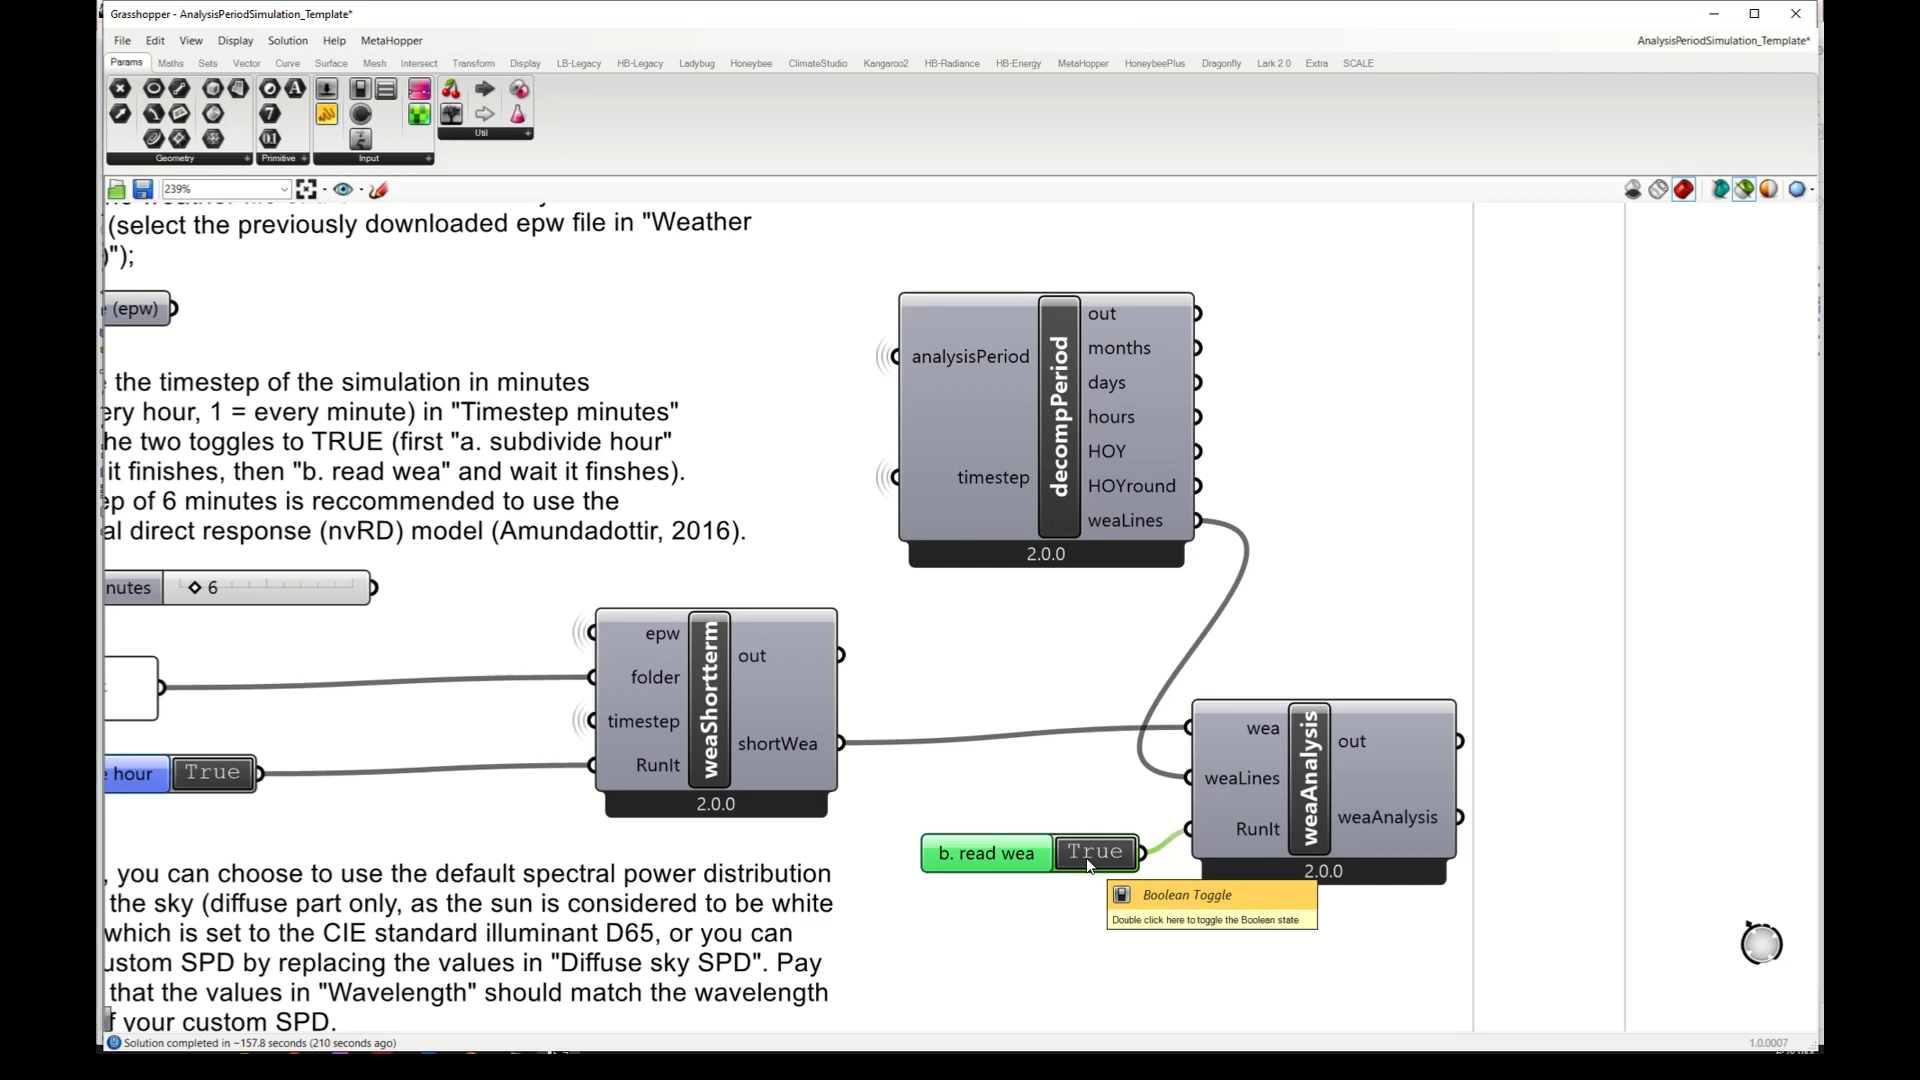 Grasshopper - AnalysisPeriodSimulation_Template*
File Edit View Display Solution Help MetaHopper
AnalysisPeriodSimulation_Template*
Params Maths Sets Vector Curve Surface Mesh Intersect Transform Display LB-Legacy HB-Legacy Ladybug Honeybee ClimateStudio Kangaroo2 HB-Radiance HB-Energy MetaHopper HoneybeePlus Dragonfly Lark 2.0 Extra SCALE
Geometry
Primitive
Input
Util
239%
(select the previously downloaded epw file in "Weather
)");
(epw)
the timestep of the simulation in minutes
ery hour, 1 = every minute) in "Timestep minutes"
he two toggles to TRUE (first "a. subdivide hour"
it finishes, then "b. read wea" and wait it finshes).
ep of 6 minutes is reccommended to use the
al direct response (nvRD) model (Amundadottir, 2016).
nutes
6
hour
True
epw
folder
timestep
RunIt
weaShortterm
out
shortWea
2.0.0
analysisPeriod
timestep
decompPeriod
out
months
days
hours
HOY
HOYround
weaLines
2.0.0
wea
weaLines
RunIt
weaAnalysis
out
weaAnalysis
2.0.0
b. read wea
True
Boolean Toggle
Double click here to toggle the Boolean state
, you can choose to use the default spectral power distribution
the sky (diffuse part only, as the sun is considered to be white
which is set to the CIE standard illuminant D65, or you can
ustom SPD by replacing the values in "Diffuse sky SPD". Pay
that the values in "Wavelength" should match the wavelength
f your custom SPD.
Solution completed in ~157.8 seconds (210 seconds ago)
1.0.0007